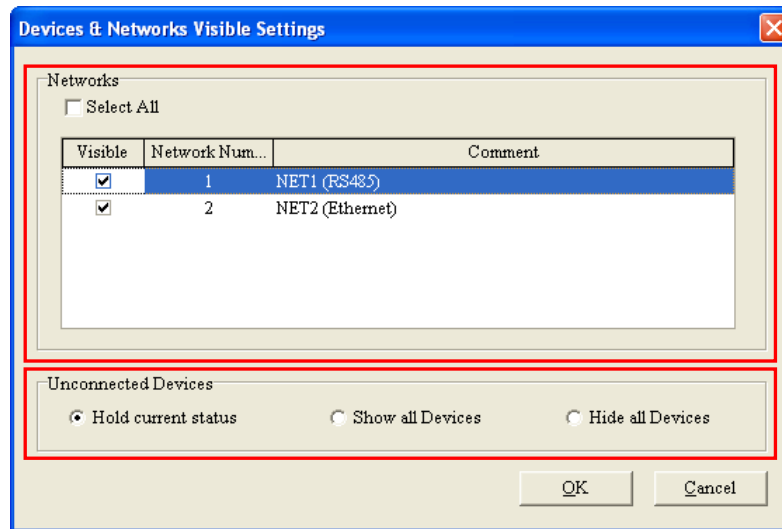 Devices & Networks Visible Settings
Networks
Select All
Visible Network Num... Comment
1 NET1 (RS485)
2 NET2 (Ethernet)
Unconnected Devices
Hold current status Show all Devices Hide all Devices
OK Cancel